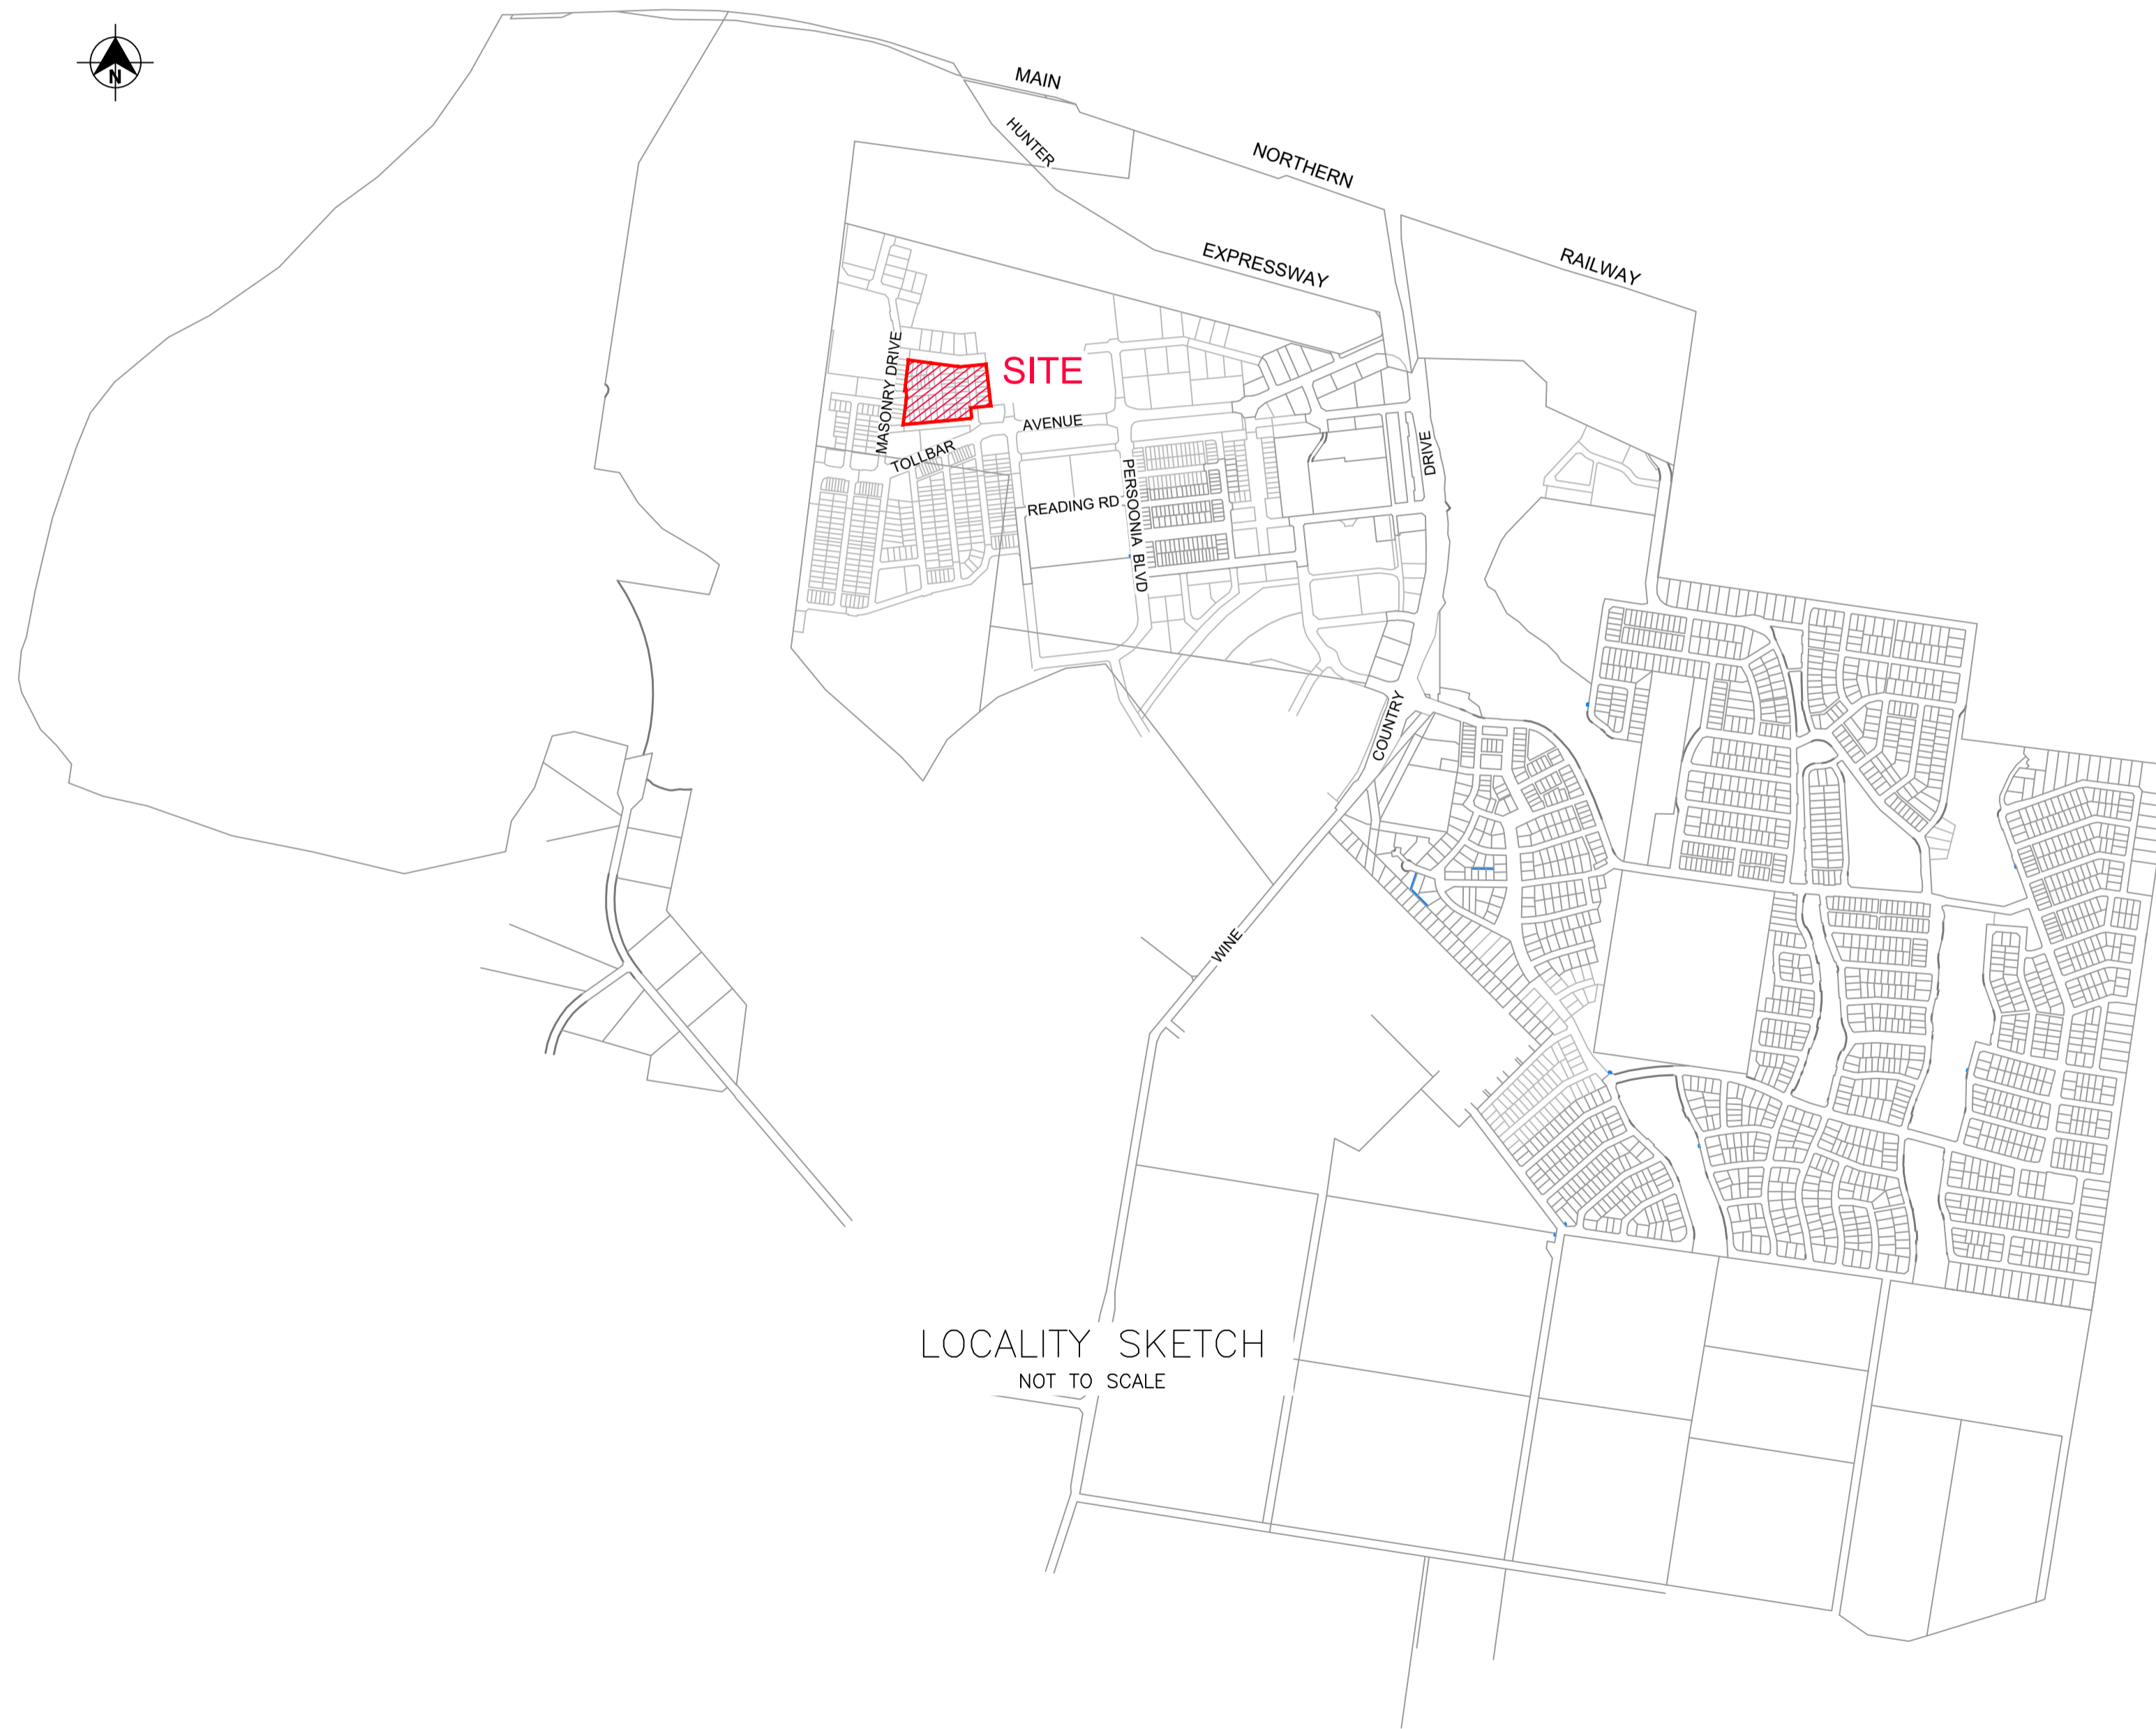 N
MAIN
HUNTER
NORTHERN
EXPRESSWAY
RAILWAY
MASONRY DRIVE
SITE
AVENUE
TOLLBAR
DRIVE
PERSOONIA BLVD
READING RD
COUNTRY
WINE
LOCALITY SKETCH
NOT TO SCALE